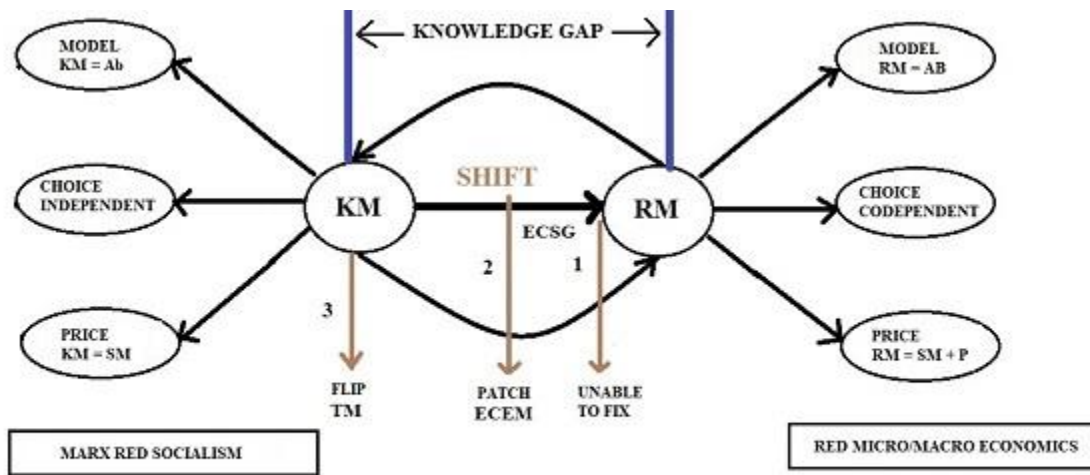 KNOWLEDGE GAP
MODEL
KM = Ab
MODEL
RM = AB
SHIFT
CHOICE
INDEPENDENT
KM
RM
CHOICE
CODEPENDENT
ECSG
2
1
3
PRICE
KM = SM
PRICE
RM = SM + P
FLIP
TM
PATCH
ECEM
UNABLE
TO FIX
MARX RED SOCIALISM
RED MICRO/MACRO ECONOMICS